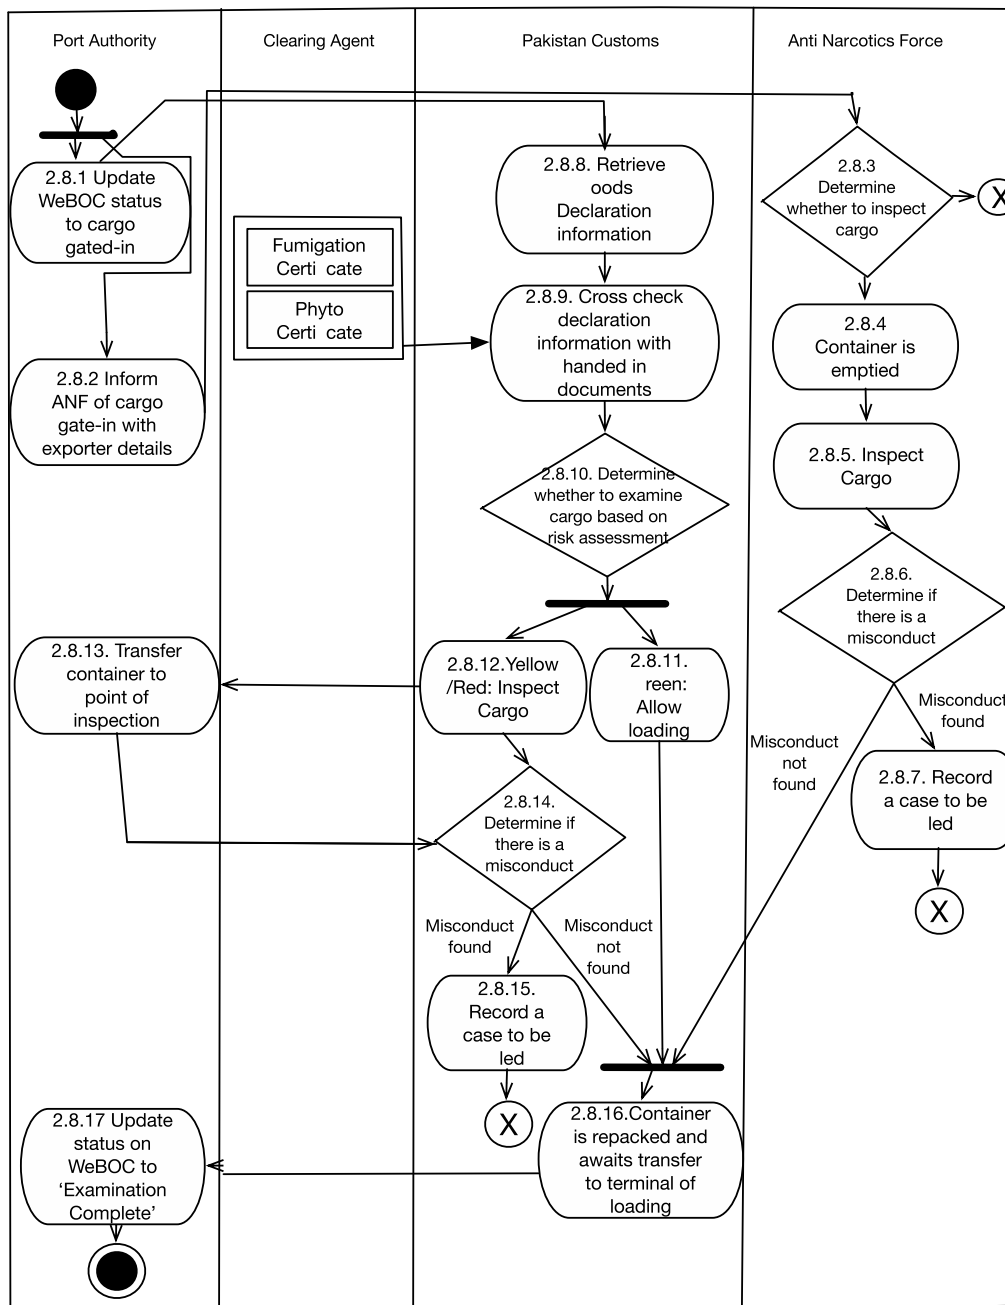 Port Authority
Clearing Agent
Pakistan Customs
Anti Narcotics Force
2.8.1 Update
WeBOC status
to cargo
gated-in
2.8.8. Retrieve
oods
Declaration
information
2.8.3
Determine
whether to inspect
cargo
X
Fumigation
Certi cate
Phyto
Certi cate
2.8.9. Cross check
declaration
information with
handed in
documents
2.8.4
Container is
emptied
2.8.2 Inform
ANF of cargo
gate-in with
exporter details
2.8.5. Inspect
Cargo
2.8.10. Determine
whether to examine
cargo based on
risk assessment
2.8.6.
Determine if
there is a
misconduct
2.8.13. Transfer
container to
point of
inspection
2.8.12.Yellow
/Red: Inspect
Cargo
2.8.11.
reen:
Allow
loading
Misconduct
found
Misconduct
not
found
2.8.7. Record
a case to be
led
X
2.8.14.
Determine if
there is a
misconduct
Misconduct
found
Misconduct
not
found
2.8.15.
Record a
case to be
led
X
2.8.16.Container
is repacked and
awaits transfer
to terminal of
loading
2.8.17 Update
status on
WeBOC to
‘Examination
Complete’